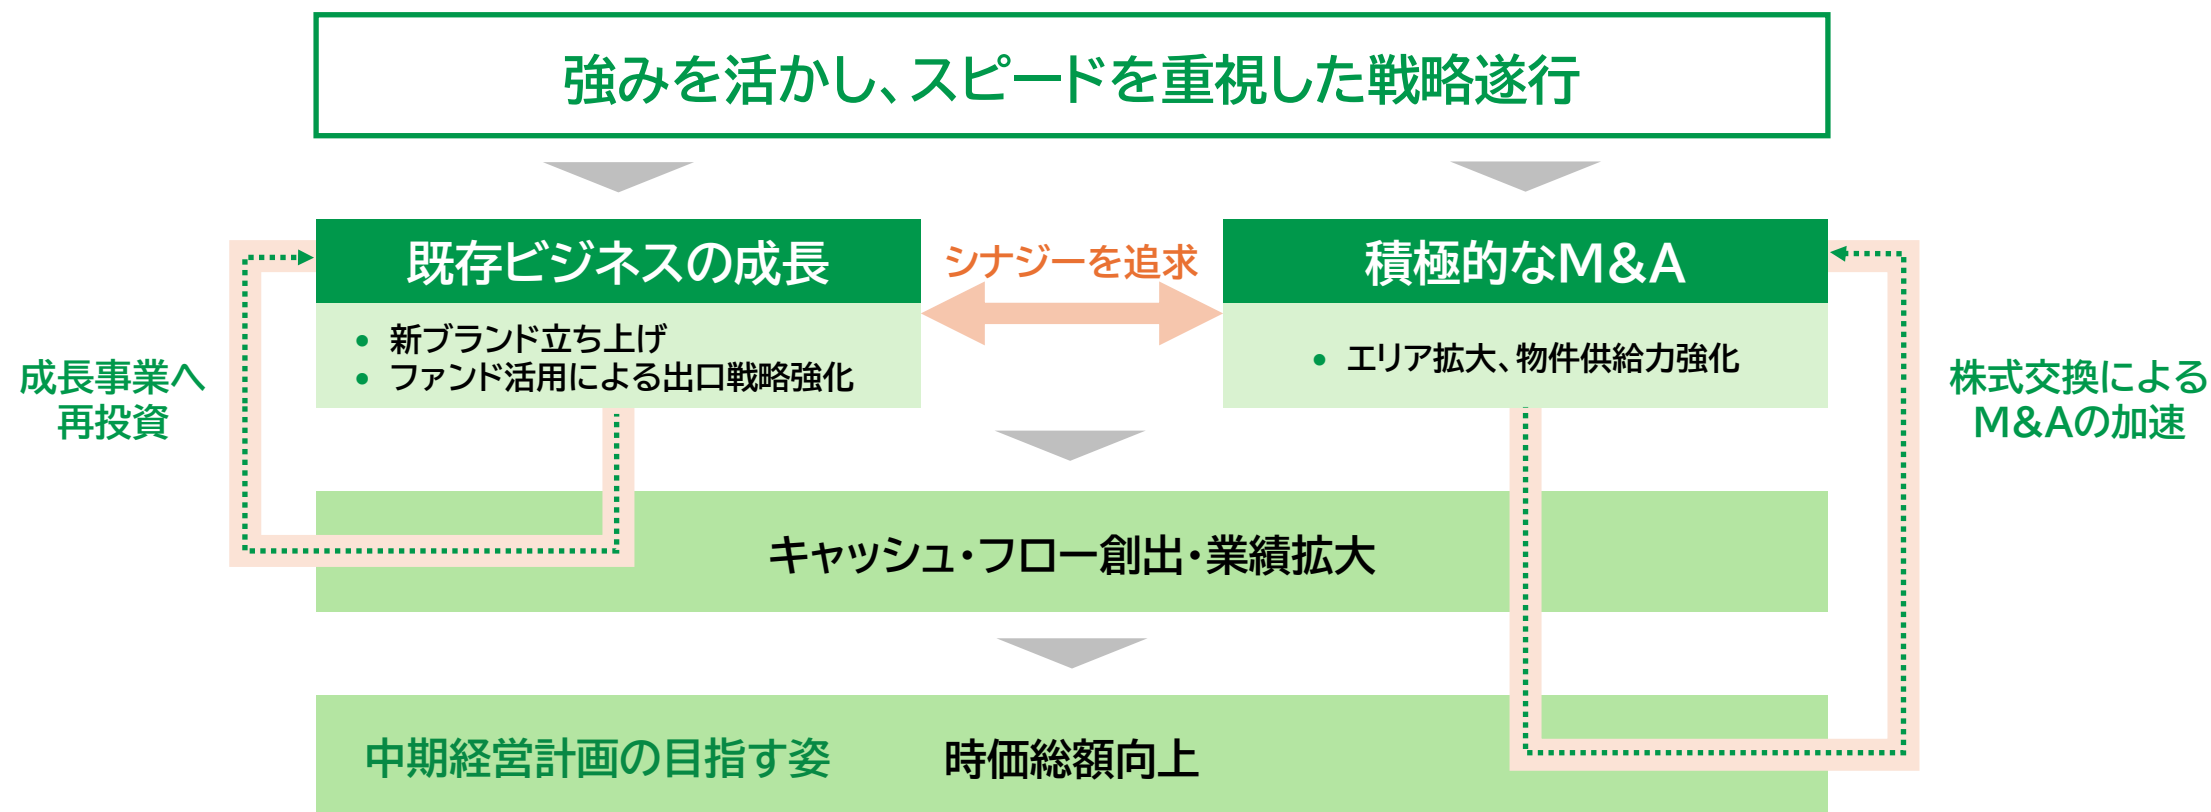 強みを活かし、スピードを重視した戦略遂行
既存ビジネスの成長
シナジーを追求
積極的なM&A
• 新ブランド立ち上げ
• ファンド活用による出口戦略強化
• エリア拡大、物件供給力強化
成長事業へ
再投資
株式交換による
M&Aの加速
キャッシュ・フロー創出・業績拡大
中期経営計画の目指す姿 時価総額向上